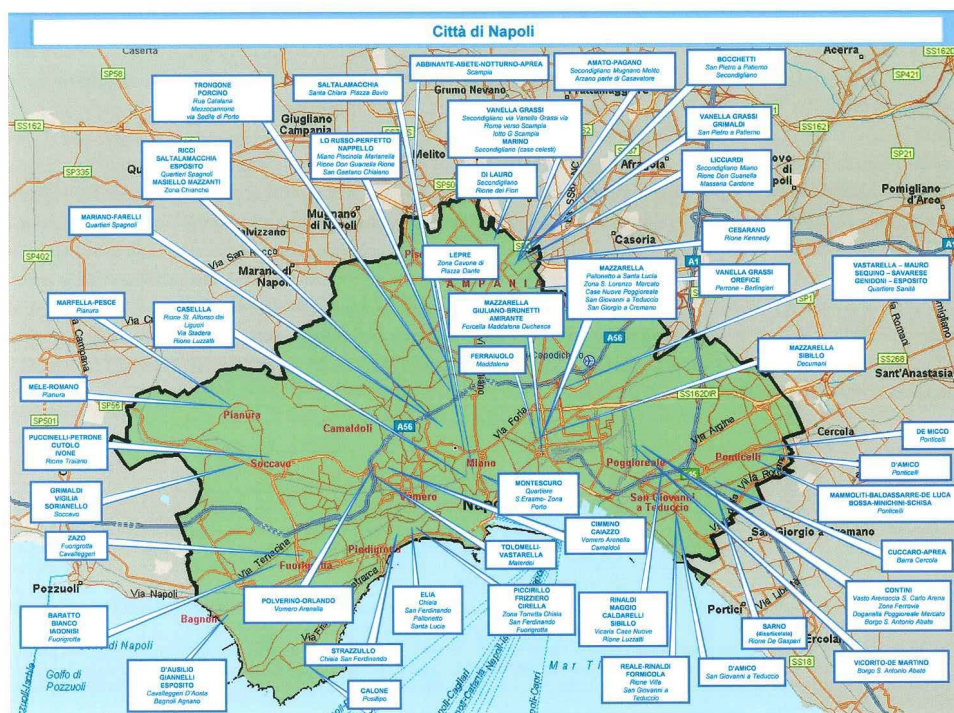 Città di Napoli
Caserta
Acerra
SS162DIR
SP58
SP421
SS162
SP335
SP21
SP402
SP501
SP56
SP1
SS268
SS162DIR
SS18
A56
A56
Grumo Nevano
Giugliano
Campania
Melito
Mugnano
di Napoli
Marano di
Napoli
Afragola
Casoria
Pomigliano
d'Arco
Sant'Anastasia
Cercola
Portici
Pozzuoli
Golfo di
Pozzuoli
Pianura
Camaldoli
Soccavo
Vomero
Milano
Piedigrotta
Fuorigrotta
Poggioreale
Ponticelli
San Giovanni
a Teduccio
Via Foria
Via Argine
Via Terracina
Via Napoli
TRONGONE
PORCINO
Rua Catalana
Mezzocannone
via Sedile di Porto
SALTALAMACCHIA
Santa Chiara Piazza Bovio
ABBINANTE-ABETE-NOTTURNO-APREA
Scampia
AMATO-PAGANO
Secondigliano Mugnano Melito
Arzano parte di Casavatore
BOCCHETTI
San Pietro a Patierno
Secondigliano
VANELLA GRASSI
Secondigliano via Vanella Grassi via
Roma verso Scampia
lotto G Scampia
MARINO
Secondigliano (case celesti)
VANELLA GRASSI
GRIMALDI
San Pietro a Patierno
LO RUSSO-PERFETTO
NAPPELLO
Miano Piscinola Marianella
Rione Don Guanella Rione
San Gaetano Chiaiano
RICCI
SALTALAMACCHIA
ESPOSITO
Quartieri Spagnoli
MASIELLO MAZZANTI
Zona Chianche
DI LAURO
Secondigliano
Rione dei Fiori
LICCIARDI
Secondigliano Miano
Rione Don Guanella
Masseria Cardone
MARIANO-FARELLI
Quartieri Spagnoli
CESARANO
Rione Kennedy
LEPRE
Zona Cavone di
Piazza Dante
MAZZARELLA
Pallonetto a Santa Lucia
Zona S. Lorenzo Mercato
Case Nuove Poggioreale
San Giovanni a Teduccio
San Giorgio a Cremano
VANELLA GRASSI
OREFICE
Perrone - Berlingieri
VASTARELLA – MAURO
SEQUINO – SAVARESE
GENIDONI – ESPOSITO
Quartiere Sanità
MARFELLA-PESCE
Pianura
CASELLLA
Rione St. Alfonso dei
Liguori
Via Stadera
Rione Luzzatti
MAZZARELLA
GIULIANO-BRUNETTI
AMIRANTE
Forcella Maddalena Duchesca
FERRAIUOLO
Maddalena
MAZZARELLA
SIBILLO
Decumani
MELE-ROMANO
Pianura
PUCCINELLI-PETRONE
CUTOLO
IVONE
Rione Traiano
DE MICCO
Ponticelli
D'AMICO
Ponticelli
GRIMALDI
VIGILIA
SORIANELLO
Soccavo
MONTESCURO
Quartiere
S Erasmo- Zona
Porto
MAMMOLITI-BALDASSARRE-DE LUCA
BOSSA-MINICHINI-SCHISA
Ponticelli
ZAZO
Fuorigrotta
Cavalleggeri
CIMMINO
CAIAZZO
Vomero Arenella
Camaldoli
TOLOMELLI-
VASTARELLA
Materdei
CUCCARO-APREA
Barra Cercola
BARATTO
BIANCO
IADONISI
Fuorigrotta
POLVERINO-ORLANDO
Vomero Arenella
ELIA
Chiaia
San Ferdinando
Pallonetto
Santa Lucia
PICCIRILLO
FRIZZIERO
CIRELLA
Zona Torretta Chiaia
San Ferdinando
Fuorigrotta
RINALDI
MAGGIO
CALDARELLI
SIBILLO
Vicaria Case Nuove
Rione Luzzatti
SARNO
Rione De Gasperi
CONTINI
Vasto Arenaccia S. Carlo Arena
Zona Ferrovia
Doganella Poggioreale Mercato
Borgo S. Antonio Abate
STRAZZULLO
Chiaia San Ferdinando
D'AUSILIO
GIANNELLI
ESPOSITO
Cavalleggeri D'Aosta
Bagnoli Agnano
CALONE
Posillipo
REALE-RINALDI
FORMICOLA
Rione Villa
San Giovanni a
Teduccio
D'AMICO
San Giovanni a Teduccio
VICORITO-DE MARTINO
Borgo S. Antonio Abate